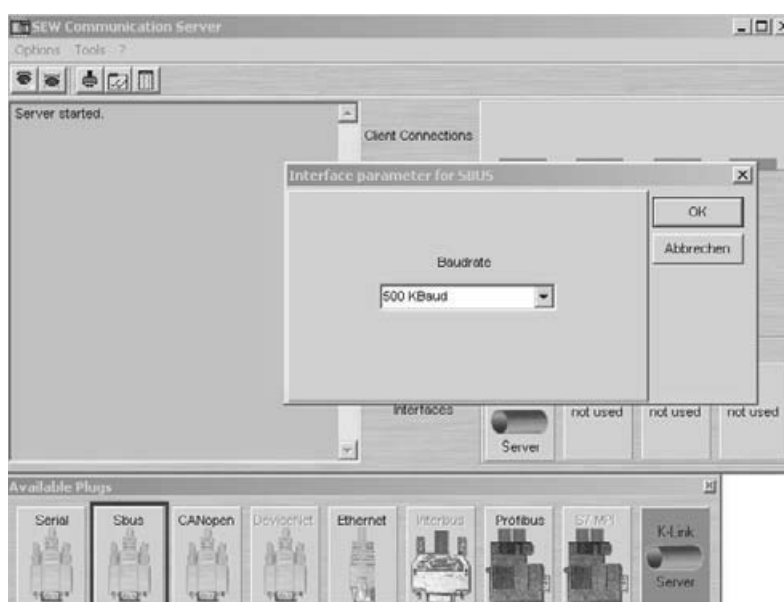 SEW Communication Server
Options Tools ?
Server started.
Client Connections
Interface parameter for SBUS
OK
Abbrechen
Baudrate
500 KBaud
Interfaces
Server
not used
not used
not used
Available Plugs
Serial
Sbus
CANopen
DeviceNet
Ethernet
Interbus
Profibus
S7-MPI
K-Link
Server